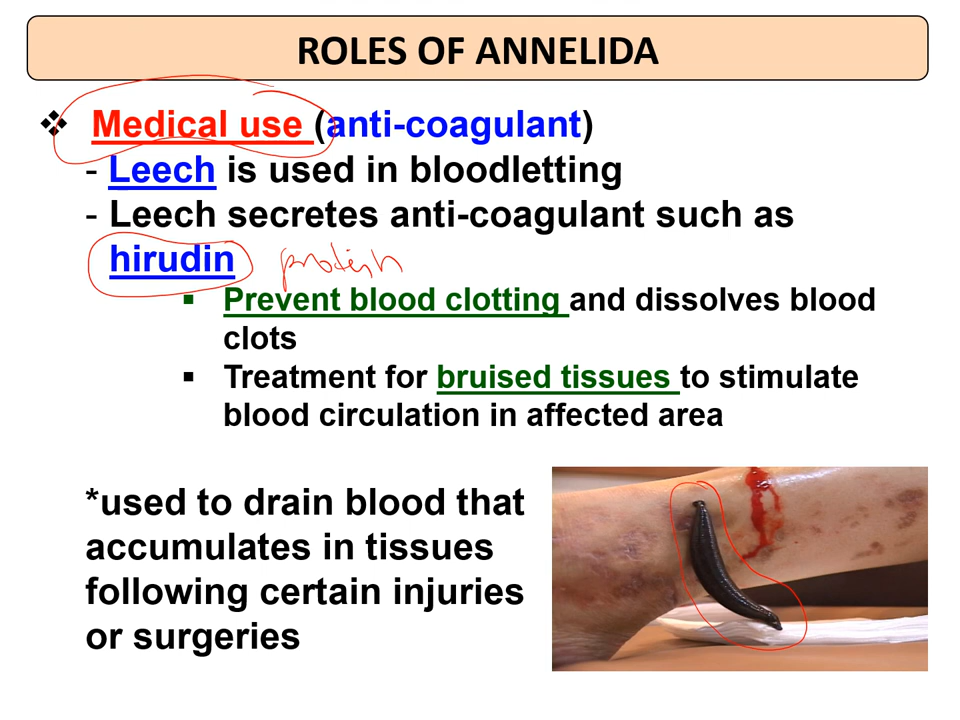 ROLES OF ANNELIDA
❖ Medical use (anti-coagulant)
- Leech is used in bloodletting
- Leech secretes anti-coagulant such as
hirudin protein
▪ Prevent blood clotting and dissolves blood
clots
▪ Treatment for bruised tissues to stimulate
blood circulation in affected area
*used to drain blood that
accumulates in tissues
following certain injuries
or surgeries